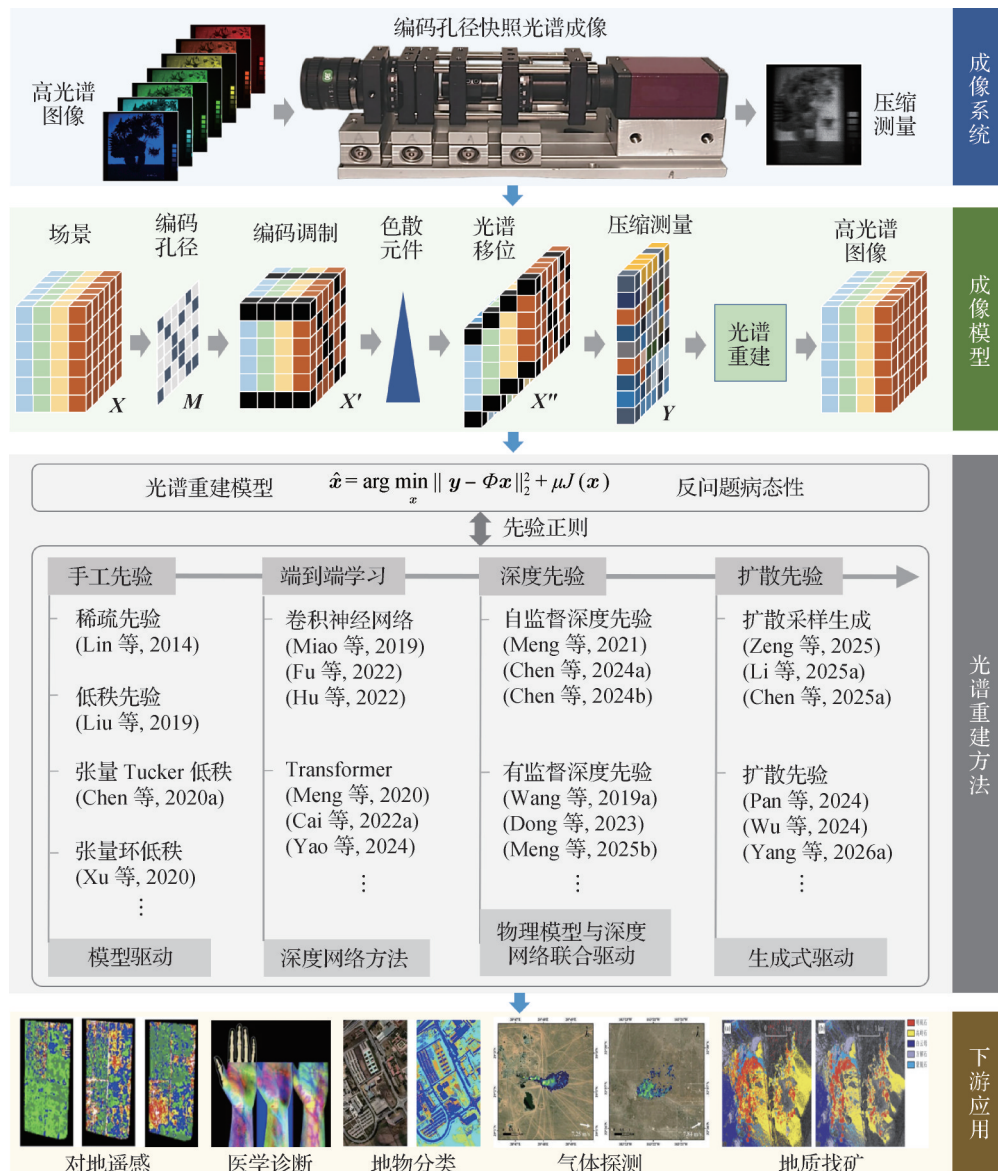 编码孔径快照光谱成像
高光谱
图像
压缩
测量
成像系统
场景
编码
孔径
编码调制
色散
元件
光谱
移位
压缩测量
高光谱
图像
光谱
重建
X
M
X′
X″
Y
成像模型
光谱重建模型
x̂ = arg min ‖ y − Φx ‖₂² + μJ(x)
x
反问题病态性
先验正则
手工先验
端到端学习
深度先验
扩散先验
稀疏先验
(Lin 等, 2014)
低秩先验
(Liu 等, 2019)
张量 Tucker 低秩
(Chen 等, 2020a)
张量环低秩
(Xu 等, 2020)
⋮
模型驱动
卷积神经网络
(Miao 等, 2019)
(Fu 等, 2022)
(Hu 等, 2022)
Transformer
(Meng 等, 2020)
(Cai 等, 2022a)
(Yao 等, 2024)
⋮
深度网络方法
自监督深度先验
(Meng 等, 2021)
(Chen 等, 2024a)
(Chen 等, 2024b)
有监督深度先验
(Wang 等, 2019a)
(Dong 等, 2023)
(Meng 等, 2025b)
⋮
物理模型与深度
网络联合驱动
扩散采样生成
(Zeng 等, 2025)
(Li 等, 2025a)
(Chen 等, 2025a)
扩散先验
(Pan 等, 2024)
(Wu 等, 2024)
(Yang 等, 2026a)
⋮
生成式驱动
光谱重建方法
对地遥感
医学诊断
地物分类
气体探测
地质找矿
下游应用